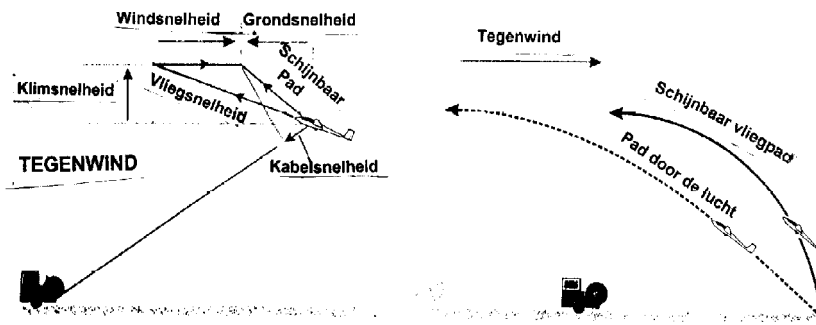 Windsnelheid
Grondsnelheid
Schijnbaar
Pad
Klimsnelheid
Vliegsnelheid
TEGENWIND
Kabelsnelheid
Tegenwind
Schijnbaar vliegpad
Pad door de lucht